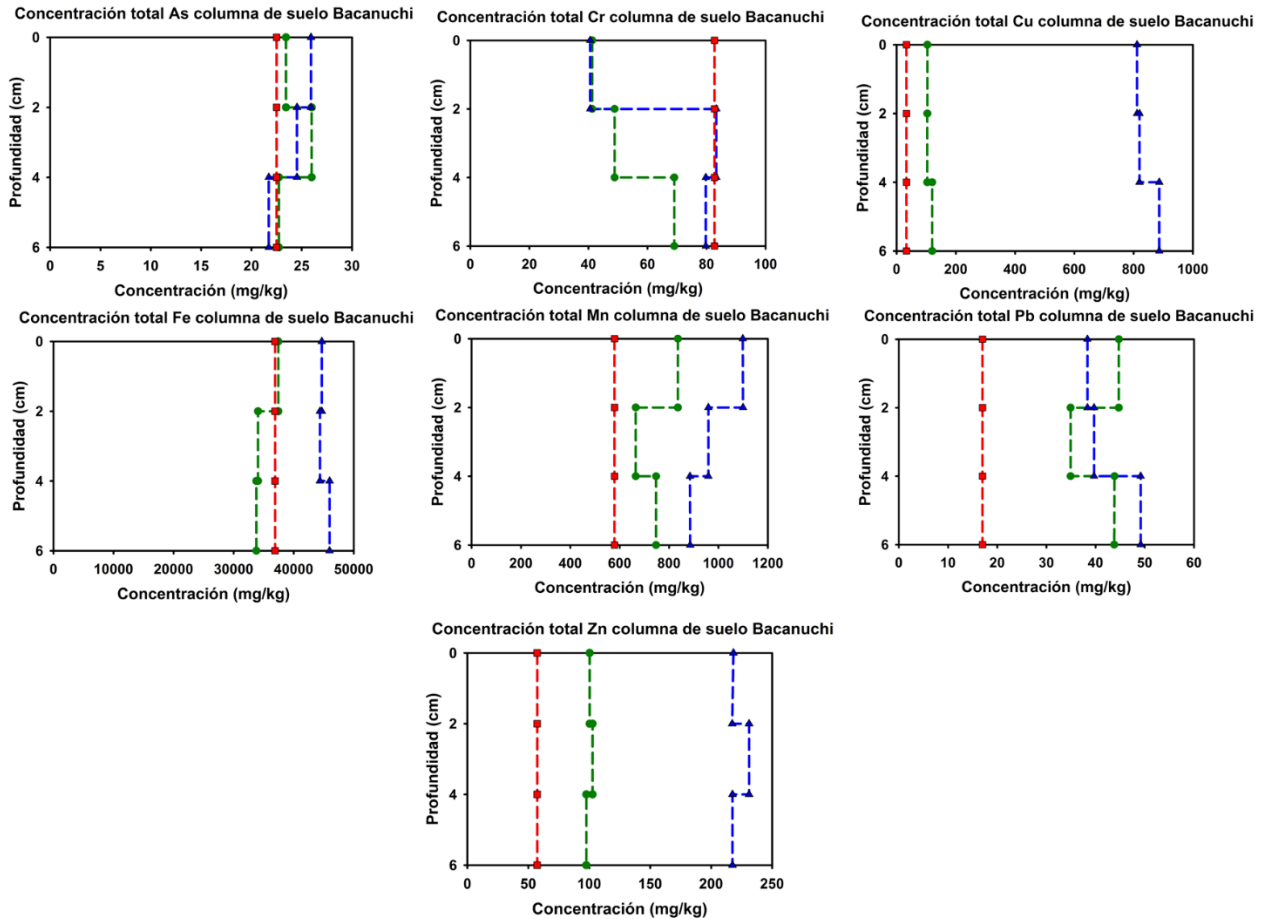 Concentración total As columna de suelo Bacanuchi
0
2
4
6
Profundidad (cm)
0 5 10 15 20 25 30
Concentración (mg/kg)
Concentración total Cr columna de suelo Bacanuchi
0
2
4
6
Profundidad (cm)
0 20 40 60 80 100
Concentración (mg/kg)
Concentración total Cu columna de suelo Bacanuchi
0
2
4
6
Profundidad (cm)
0 200 400 600 800 1000
Concentración (mg/kg)
Concentración total Fe columna de suelo Bacanuchi
0
2
4
6
Profundidad (cm)
0 10000 20000 30000 40000 50000
Concentración (mg/kg)
Concentración total Mn columna de suelo Bacanuchi
0
2
4
6
Profundidad (cm)
0 200 400 600 800 1000 1200
Concentración (mg/kg)
Concentración total Pb columna de suelo Bacanuchi
0
2
4
6
Profundidad (cm)
0 20 40 60
Concentración (mg/kg)
Concentración total Zn columna de suelo Bacanuchi
0
2
4
6
Profundidad (cm)
0 50 100 150 200 250
Concentración (mg/kg)